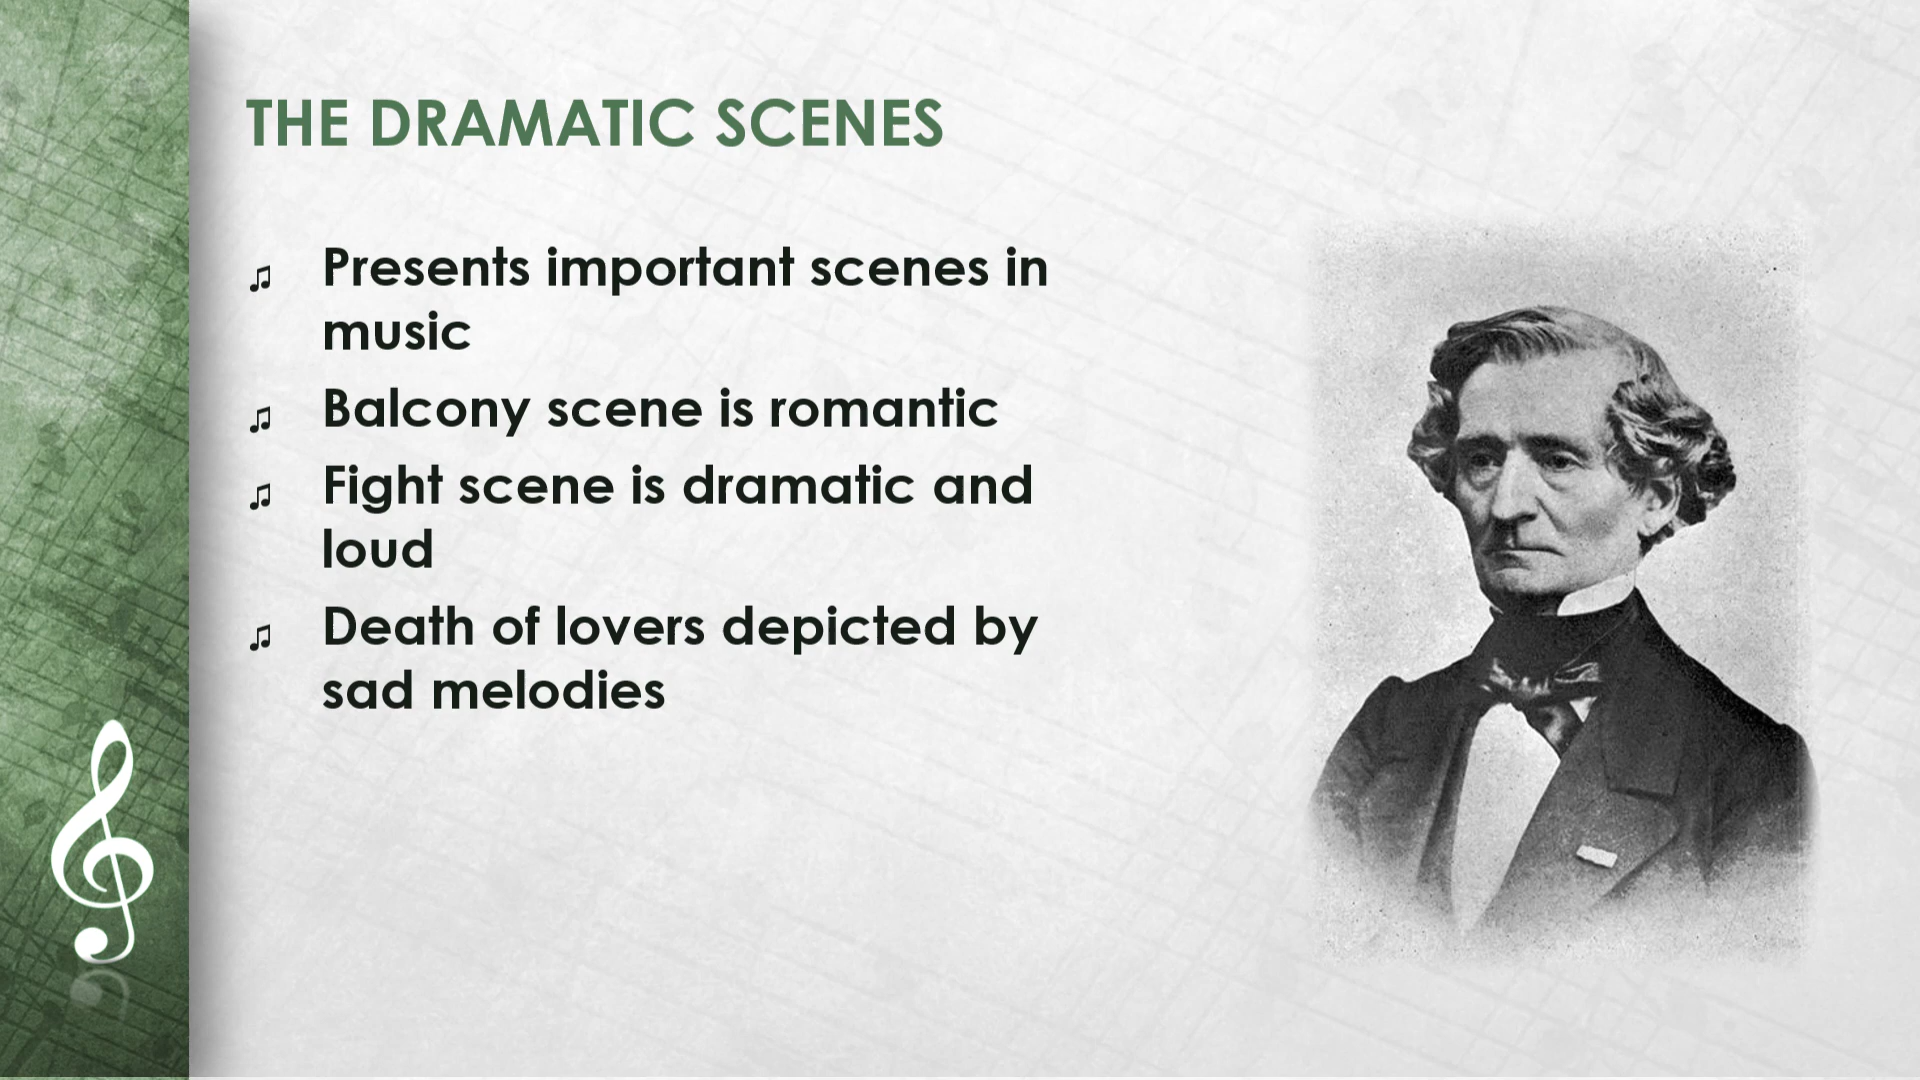 THE DRAMATIC SCENES
♫ Presents important scenes in
music
♫ Balcony scene is romantic
♫ Fight scene is dramatic and
loud
♫ Death of lovers depicted by
sad melodies